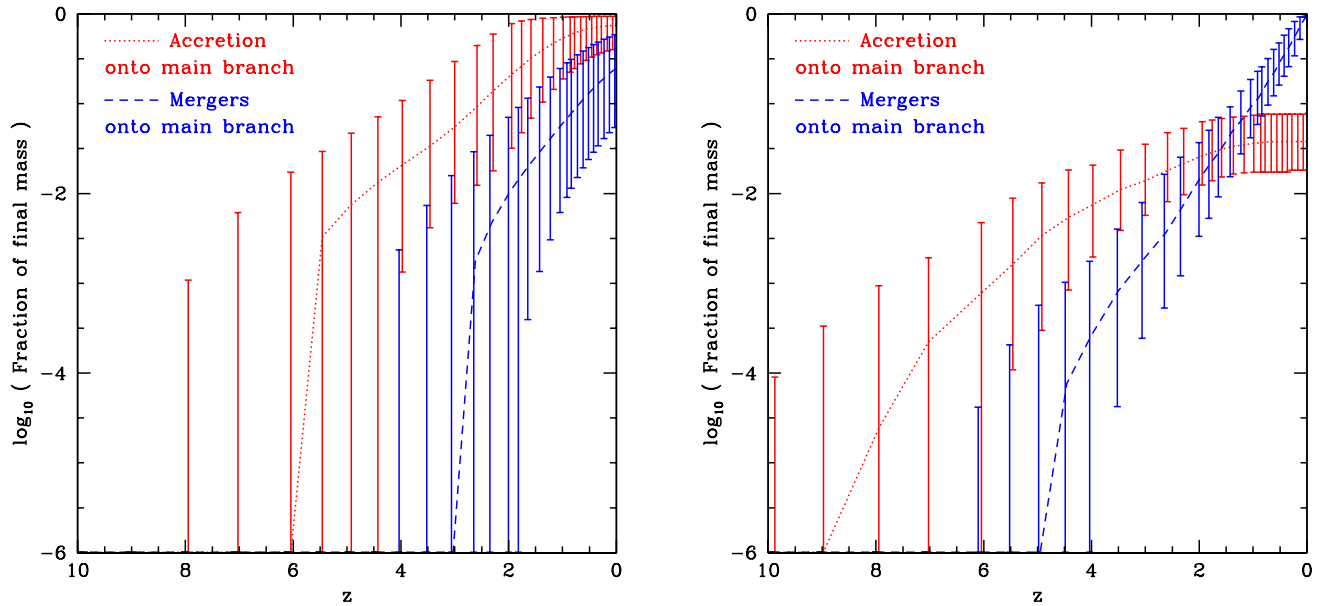 0
-2
-4
-6
log10 ( Fraction of final mass )
Accretion
onto main branch
Mergers
onto main branch
10 8 6 4 2 0
z
0
-2
-4
-6
log10 ( Fraction of final mass )
Accretion
onto main branch
Mergers
onto main branch
10 8 6 4 2 0
z